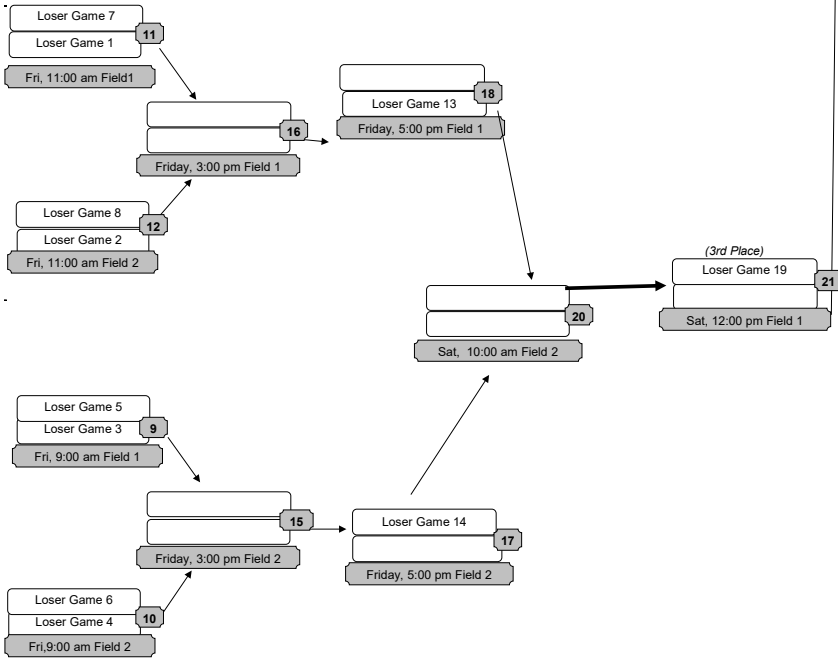 Loser Game 7
11
Loser Game 1
Fri, 11:00 am Field1
16
Friday, 3:00 pm Field 1
Loser Game 8
12
Loser Game 2
Fri, 11:00 am Field 2
18
Loser Game 13
Friday, 5:00 pm Field 1
(3rd Place)
Loser Game 19
21
Sat, 12:00 pm Field 1
20
Sat, 10:00 am Field 2
Loser Game 5
9
Loser Game 3
Fri, 9:00 am Field 1
15
Friday, 3:00 pm Field 2
Loser Game 14
17
Friday, 5:00 pm Field 2
Loser Game 6
10
Loser Game 4
Fri,9:00 am Field 2